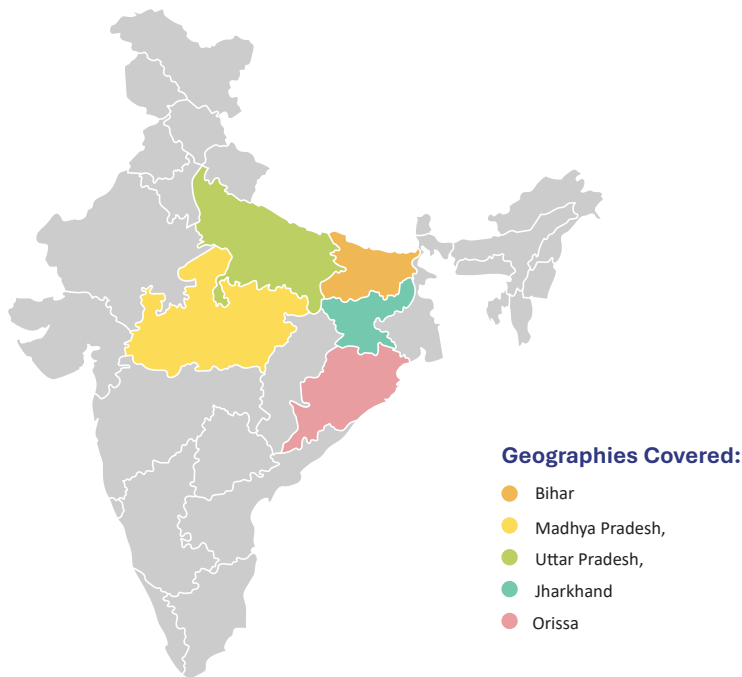 Geographies Covered:
Bihar
Madhya Pradesh,
Uttar Pradesh,
Jharkhand
Orissa